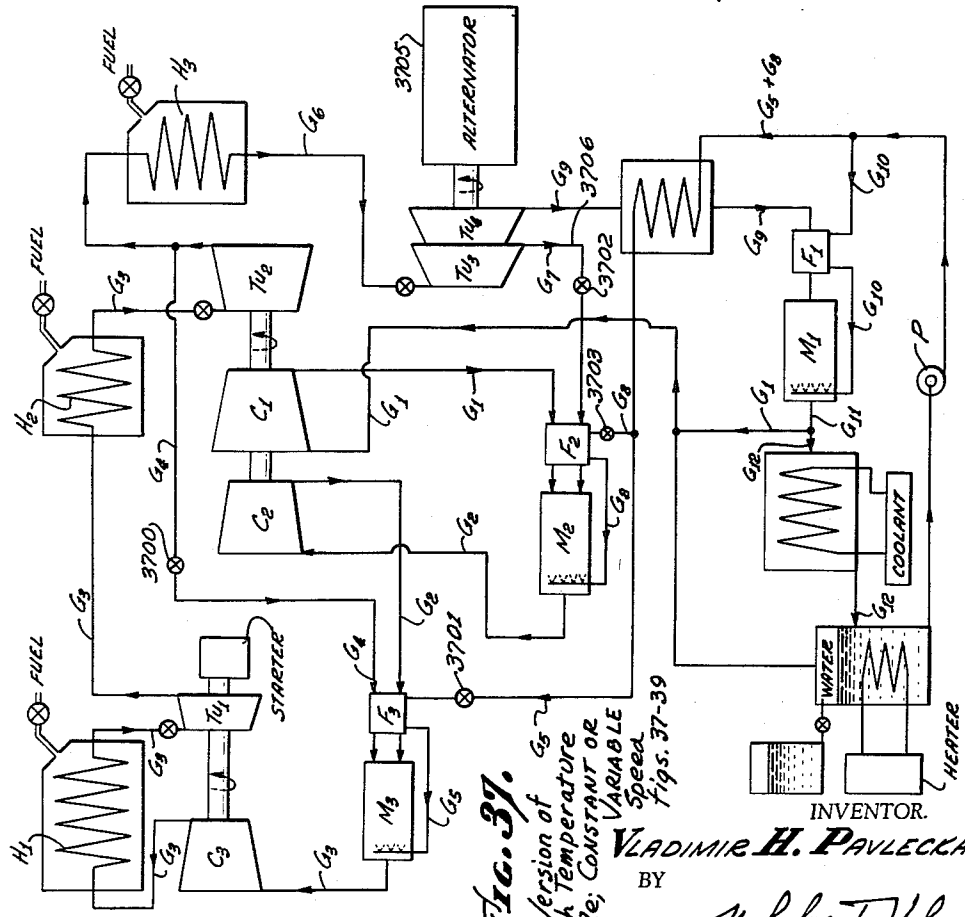 FUEL
H3
FUEL
H2
FUEL
H1
G3
G3
G3
G3
G6
G4
3700
Tu2
C1
C2
Tu1
STARTER
C3
3705
ALTERNATOR
Tu4
Tu3
G9
3706
G7
3702
G5+G8
G10
G9
F1
G10
M1
G11
G1
G1
G1
3703
G8
F2
G8
M2
G2
G2
G4
3701
F3
G5
G5
M3
G3
P
G12
G12
COOLANT
WATER
HEATER
FIG. 37.
Version of
Temperature
CONSTANT OR
VARIABLE
Speed
Figs. 37-39
INVENTOR.
VLADIMIR H. PAVLECKA
BY